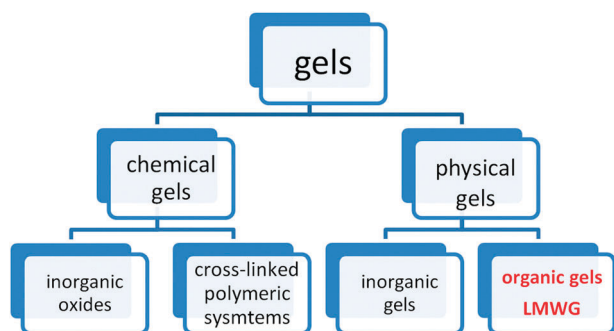 gels
chemical
gels
physical
gels
inorganic
oxides
cross-linked
polymeric
sysmtems
inorganic
gels
organic gels
LMWG